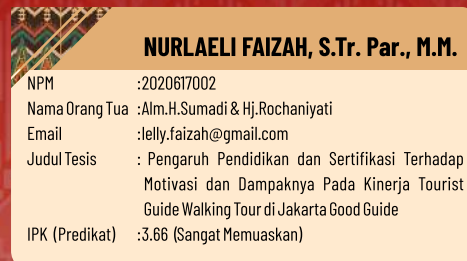 NURLAELI FAIZAH, S.Tr. Par., M.M.
NPM :2020617002
Nama Orang Tua :Alm.H.Sumadi & Hj.Rochaniyati
Email :lelly.faizah@gmail.com
Judul Tesis : Pengaruh Pendidikan dan Sertifikasi Terhadap
Motivasi dan Dampaknya Pada Kinerja Tourist
Guide Walking Tour di Jakarta Good Guide
IPK (Predikat) :3.66 (Sangat Memuaskan)